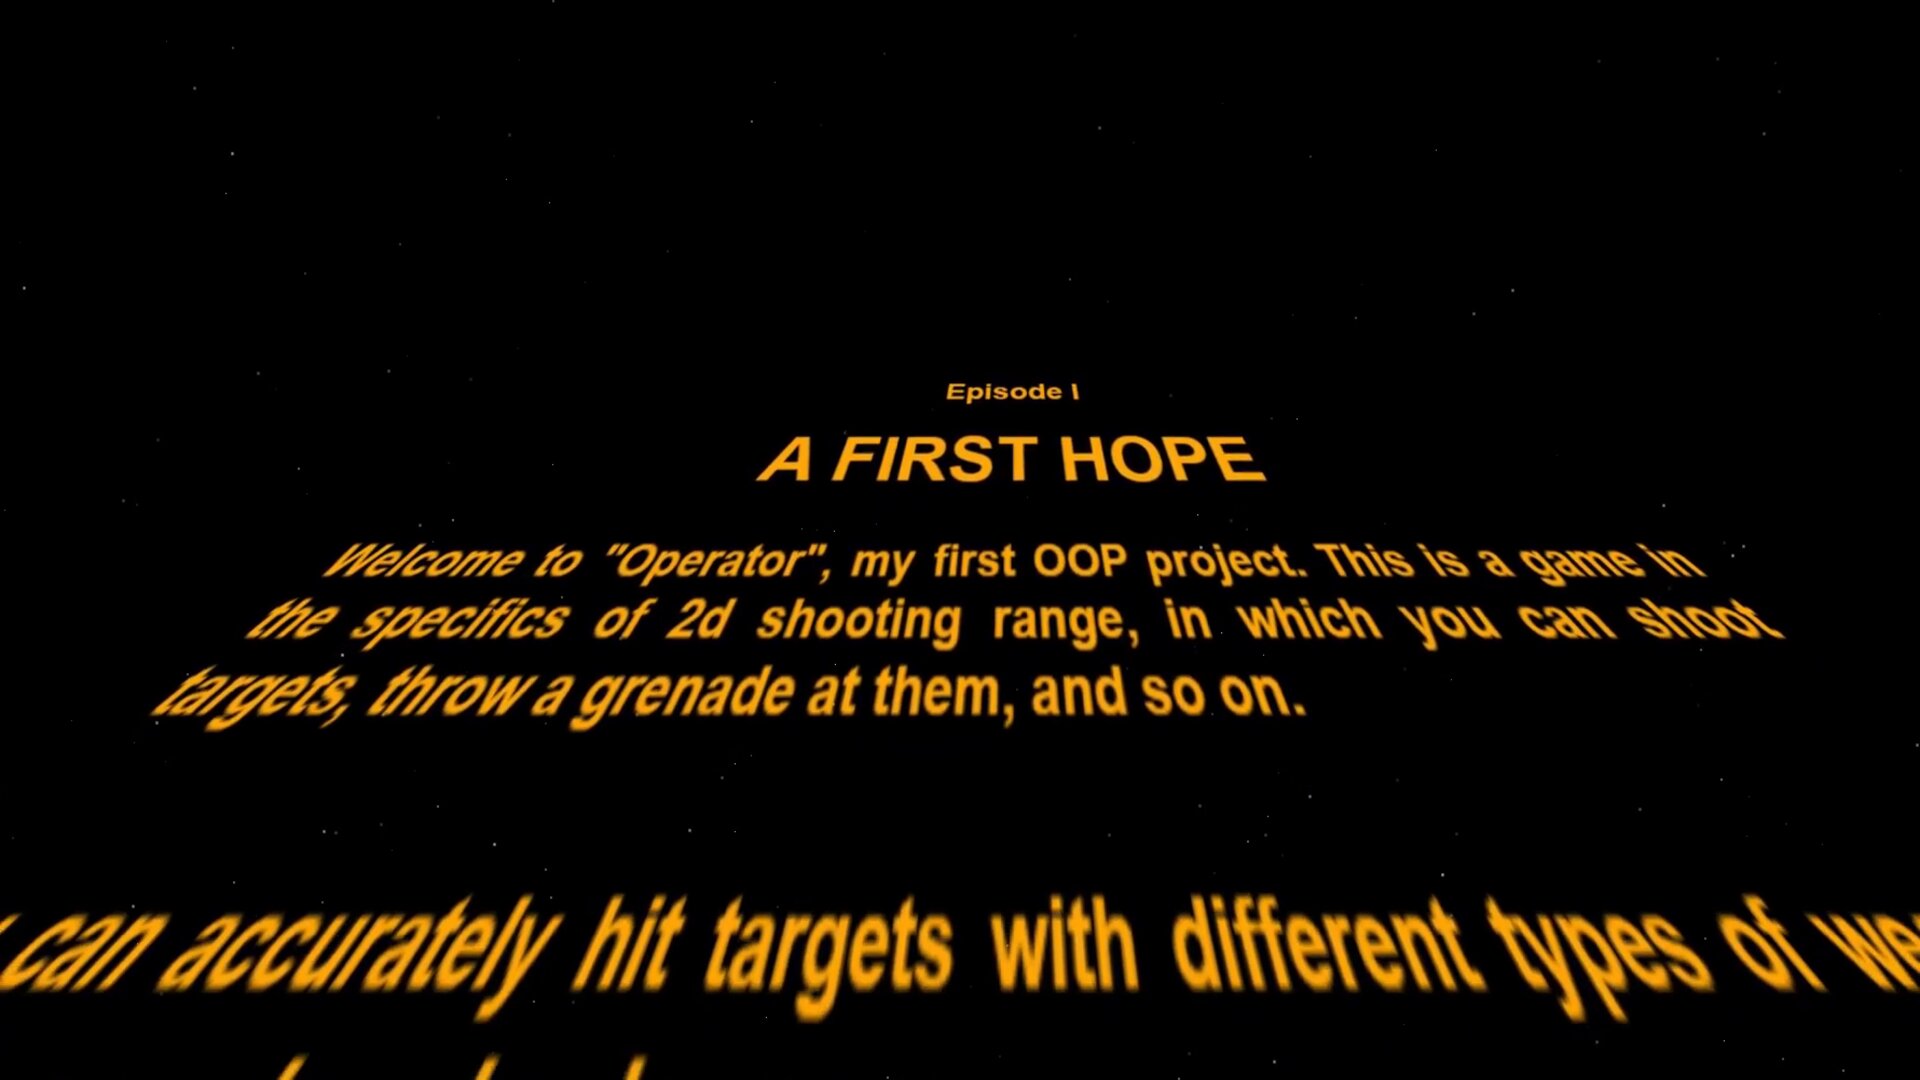 Episode I
A FIRST HOPE
Welcome to "Operator", my first OOP project. This is a game in
the specifics of 2d shooting range, in which you can shoot
targets, throw a grenade at them, and so on.
can accurately hit targets with different types of